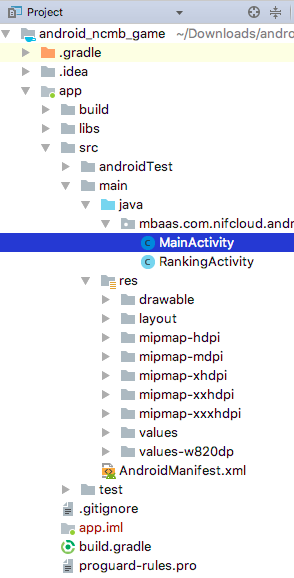 Project
android_ncmb_game ~/Downloads/andro
.gradle
.idea
app
build
libs
src
androidTest
main
java
mbaas.com.nifcloud.andr
MainActivity
RankingActivity
res
drawable
layout
mipmap-hdpi
mipmap-mdpi
mipmap-xhdpi
mipmap-xxhdpi
mipmap-xxxhdpi
values
values-w820dp
AndroidManifest.xml
test
.gitignore
app.iml
build.gradle
proguard-rules.pro